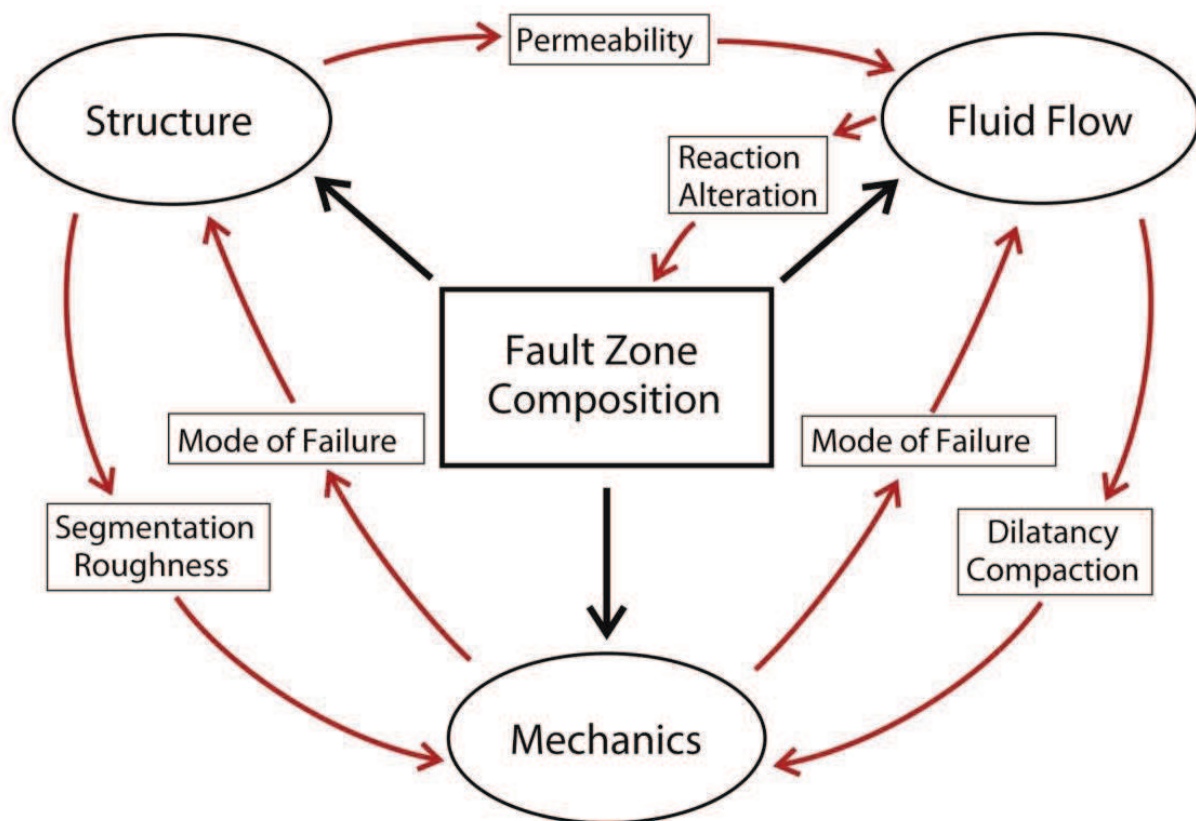 Permeability
Structure
Fluid Flow
Reaction
Alteration
Fault Zone
Composition
Mode of Failure
Mode of Failure
Segmentation
Roughness
Dilatancy
Compaction
Mechanics